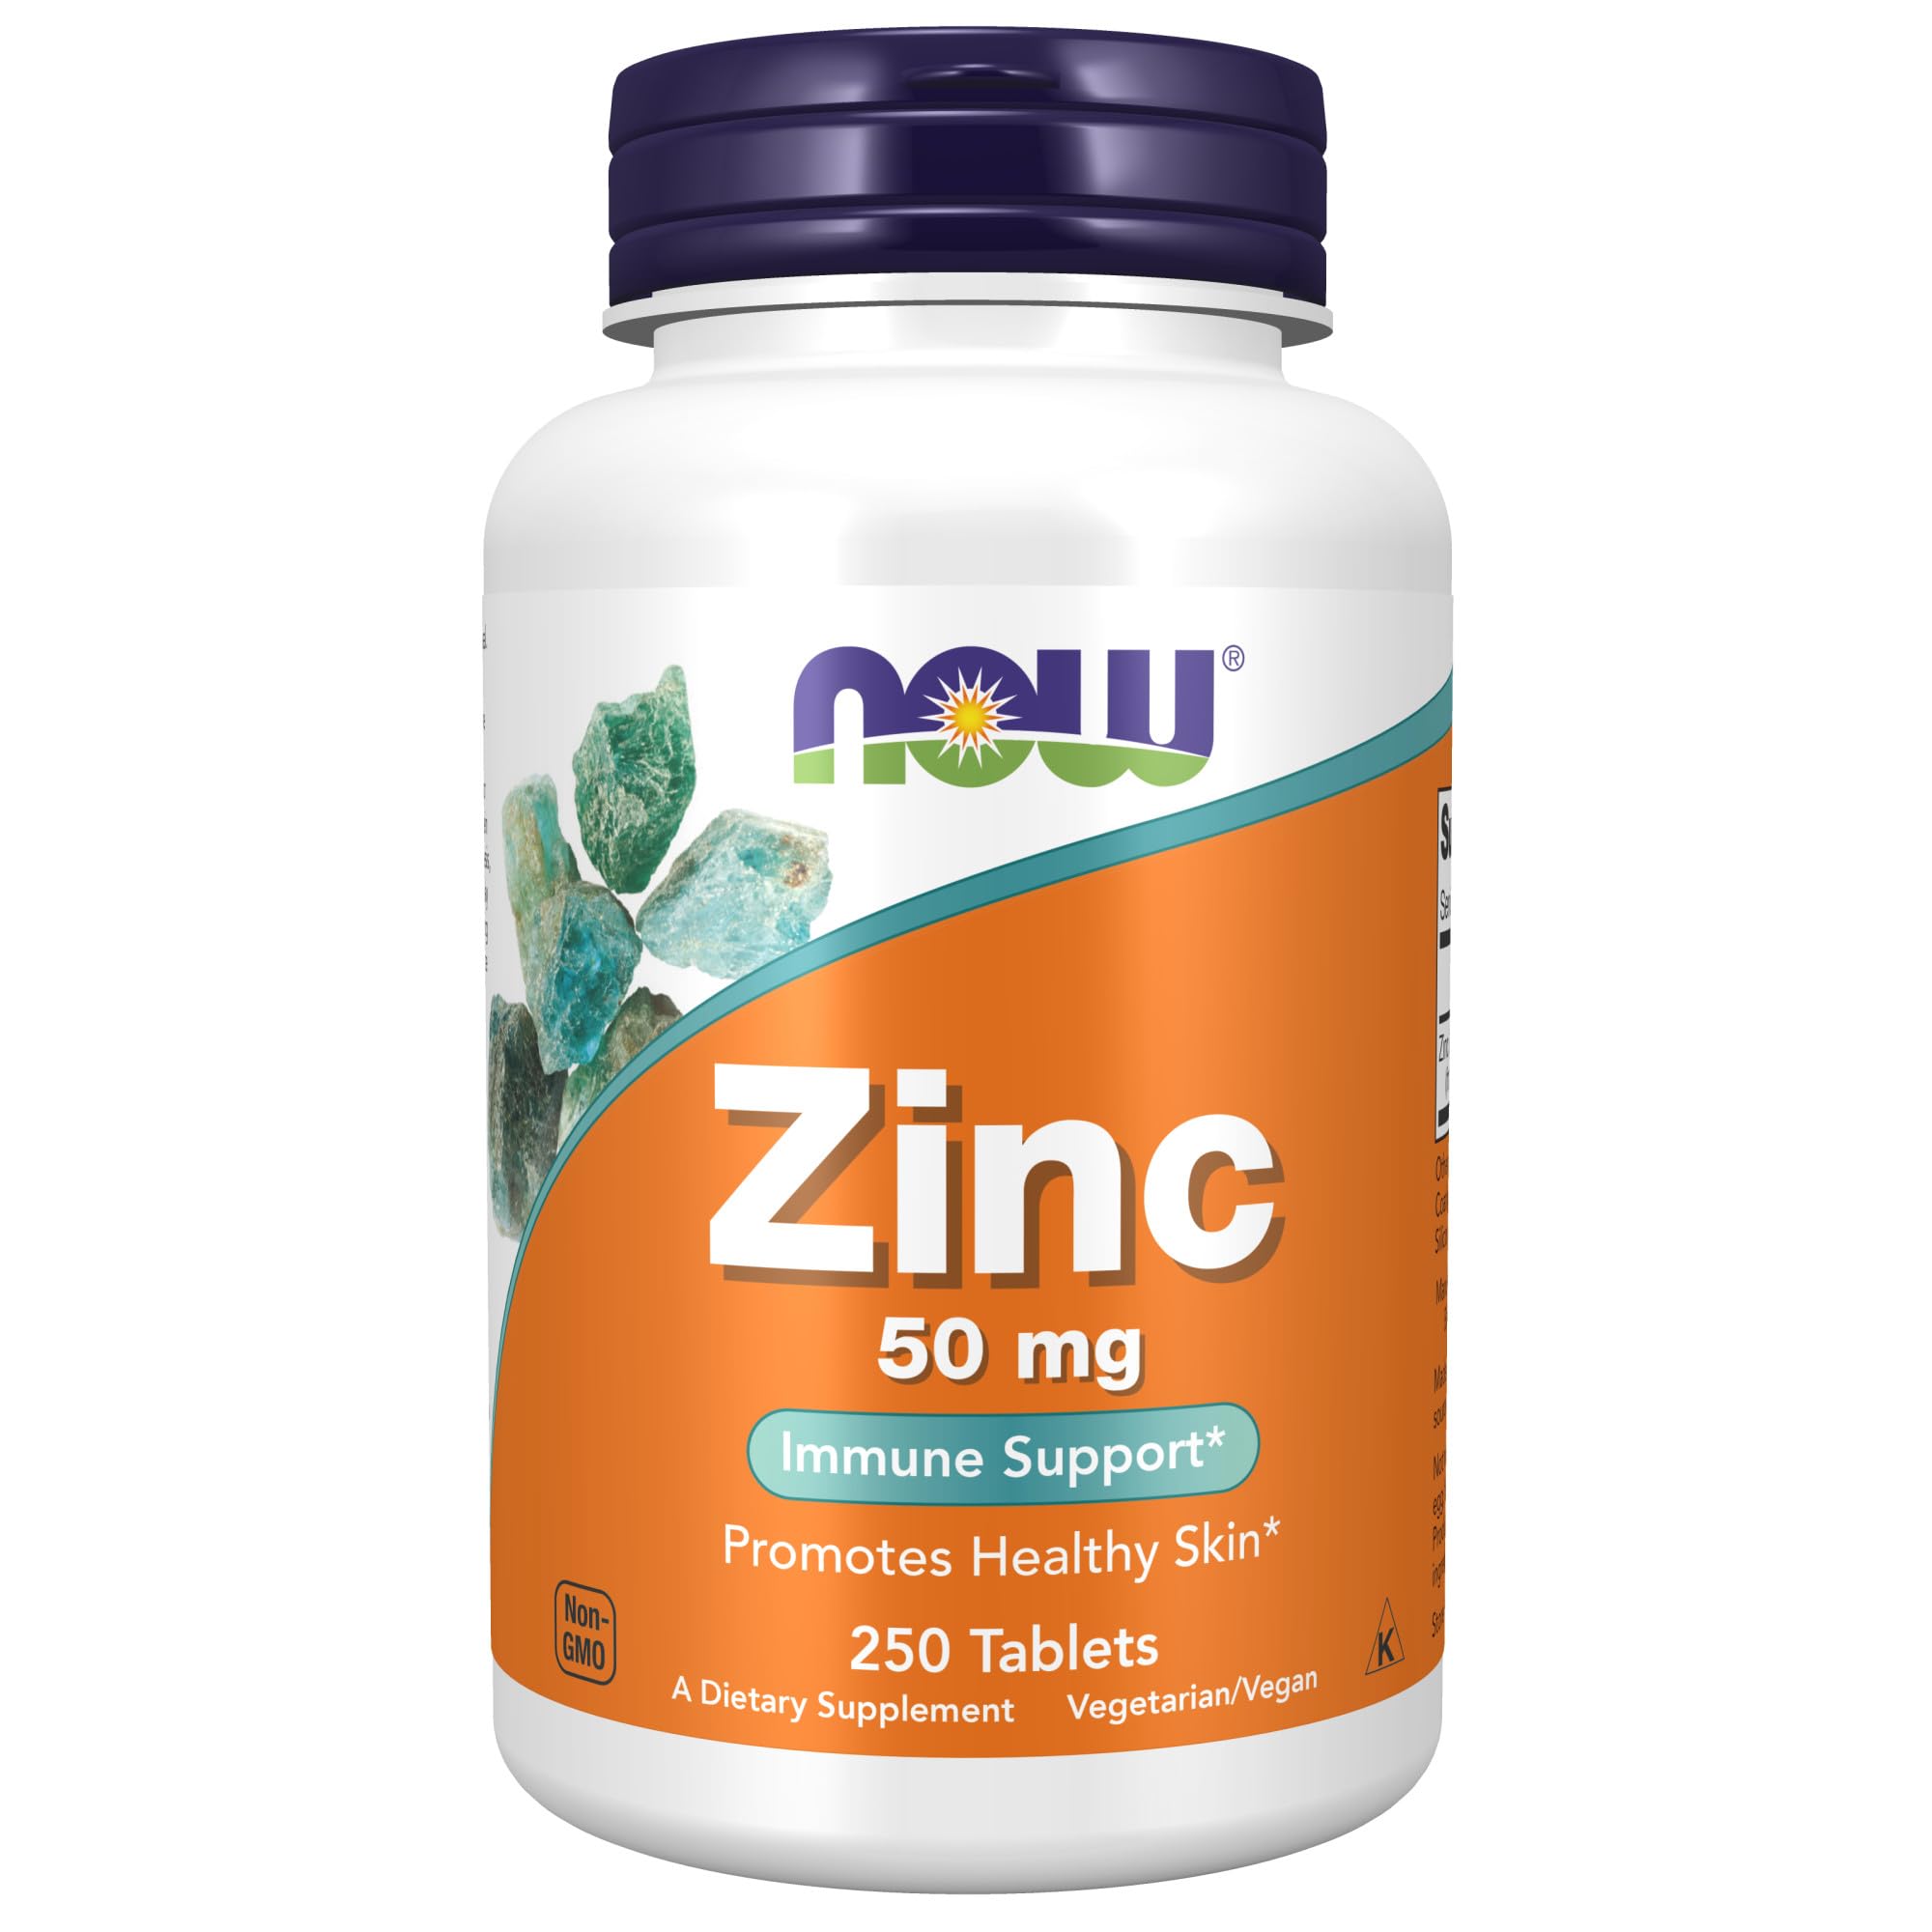 now®
Zinc
50 mg
Immune Support*
Promotes Healthy Skin*
Non-
GMO
250 Tablets
K
A Dietary Supplement Vegetarian/Vegan